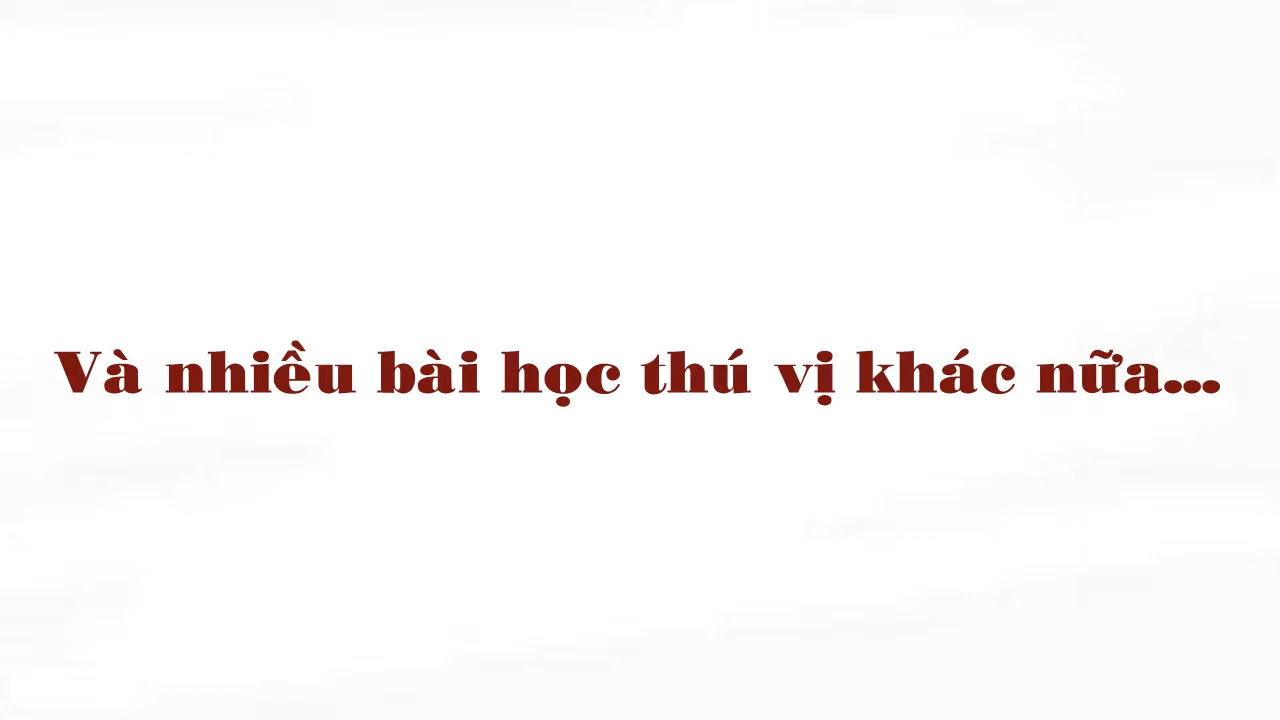 Và nhiều bài học thú vị khác nữa...